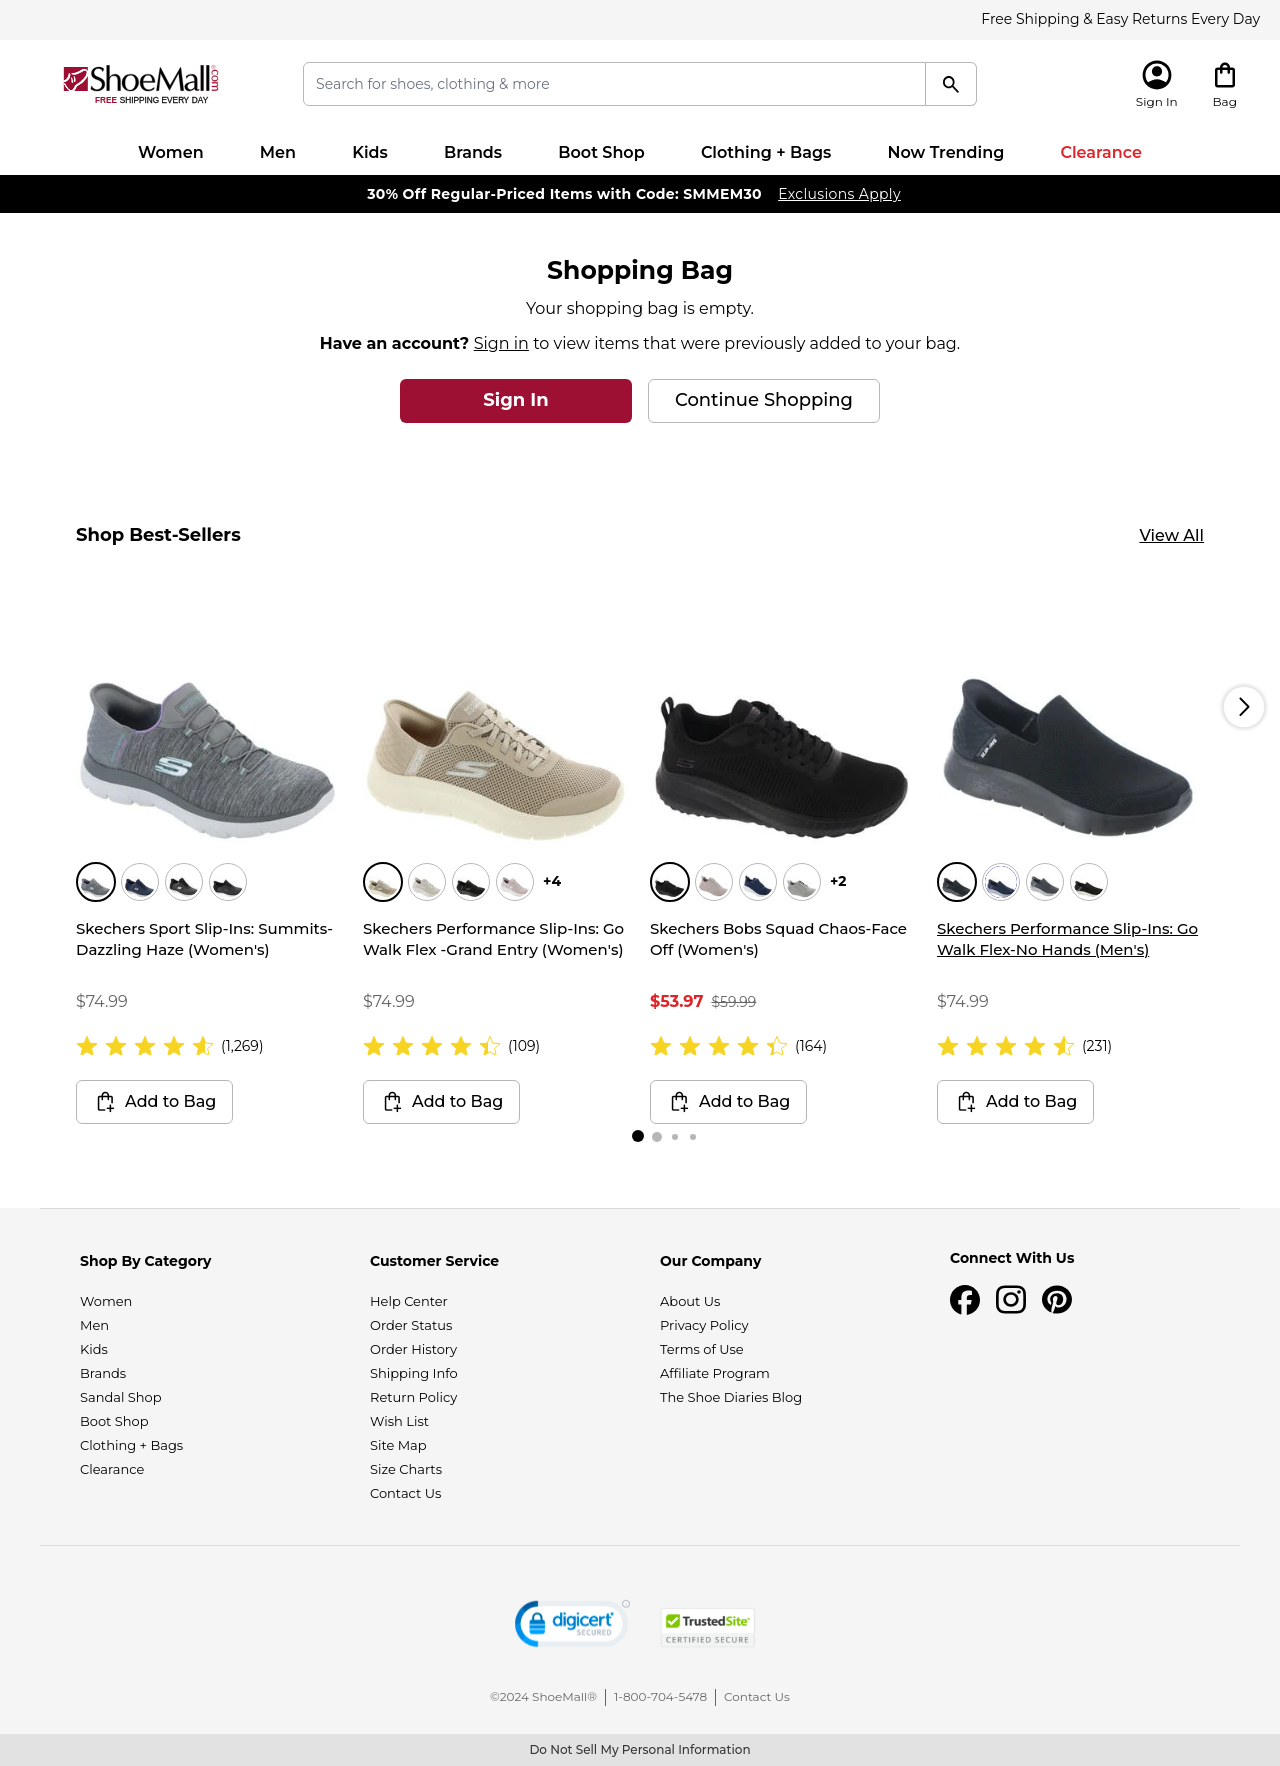 Free Shipping & Easy Returns Every Day
ShoeMall.com
FREE SHIPPING EVERY DAY
Search for shoes, clothing & more
Sign In
Bag
Women Men Kids Brands Boot Shop Clothing + Bags Now Trending Clearance
30% Off Regular-Priced Items with Code: SMMEM30 Exclusions Apply
Shopping Bag
Your shopping bag is empty.
Have an account? Sign in to view items that were previously added to your bag.
Sign In
Continue Shopping
Shop Best-Sellers
View All
+4
+2
Skechers Sport Slip-Ins: Summits-
Dazzling Haze (Women's)
$74.99
(1,269)
Add to Bag
Skechers Performance Slip-Ins: Go
Walk Flex -Grand Entry (Women's)
$74.99
(109)
Add to Bag
Skechers Bobs Squad Chaos-Face
Off (Women's)
$53.97 $59.99
(164)
Add to Bag
Skechers Performance Slip-Ins: Go
Walk Flex-No Hands (Men's)
$74.99
(231)
Add to Bag
Shop By Category
Women
Men
Kids
Brands
Sandal Shop
Boot Shop
Clothing + Bags
Clearance
Customer Service
Help Center
Order Status
Order History
Shipping Info
Return Policy
Wish List
Site Map
Size Charts
Contact Us
Our Company
About Us
Privacy Policy
Terms of Use
Affiliate Program
The Shoe Diaries Blog
Connect With Us
digicert
SECURED
TrustedSite
CERTIFIED SECURE
©2024 ShoeMall® 1-800-704-5478 Contact Us
Do Not Sell My Personal Information